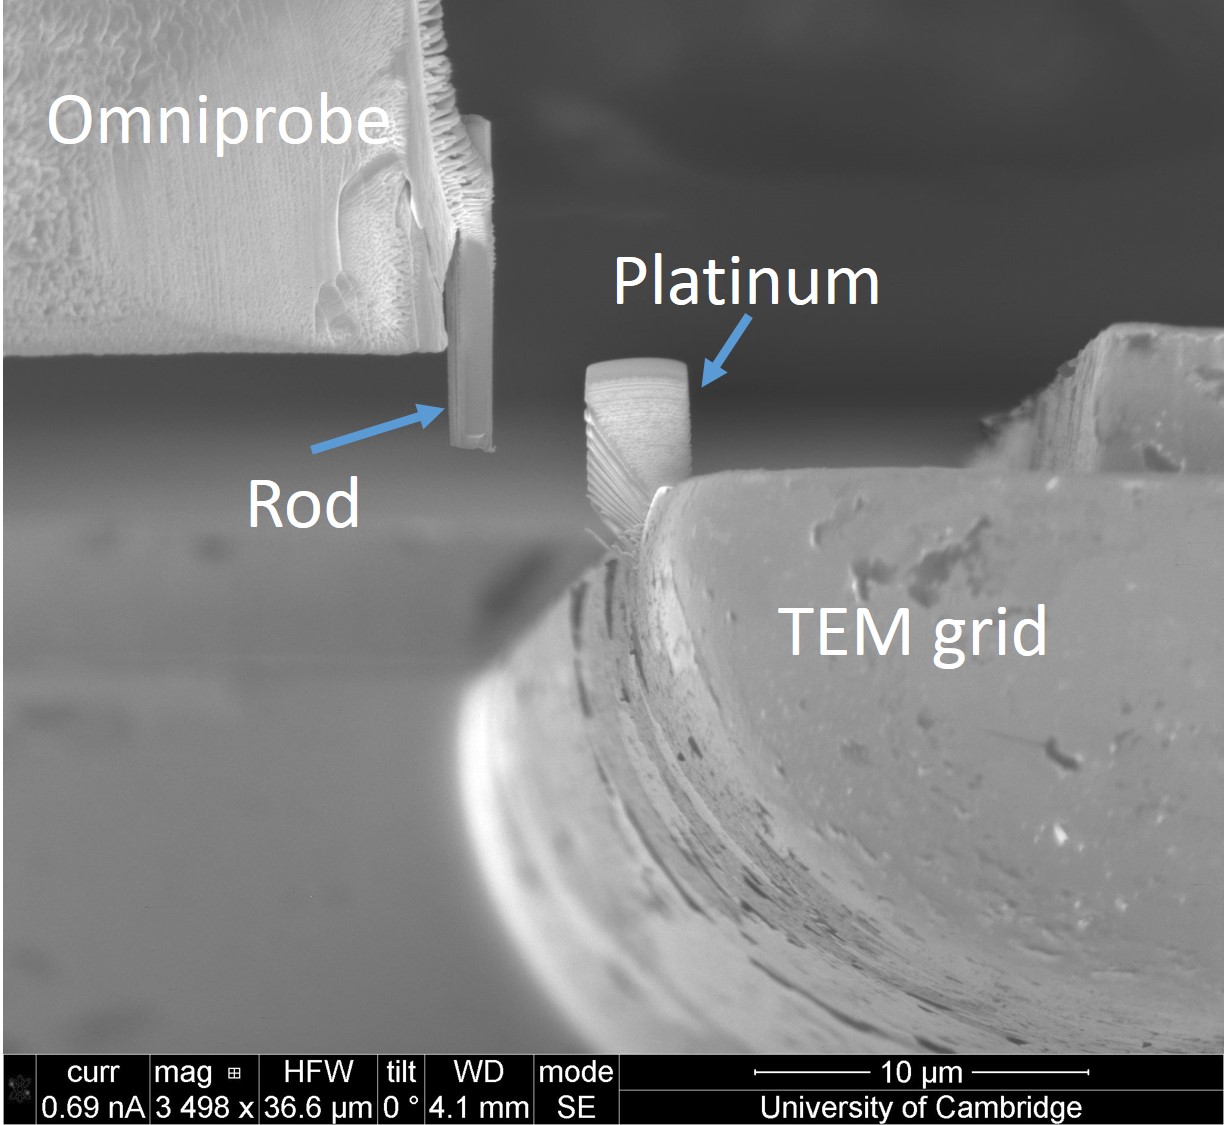 Omniprobe
Platinum
Rod
TEM grid
curr mag HFW tilt WD mode 10 µm
0.69 nA 3 498 x 36.6 µm 0 ° 4.1 mm SE University of Cambridge